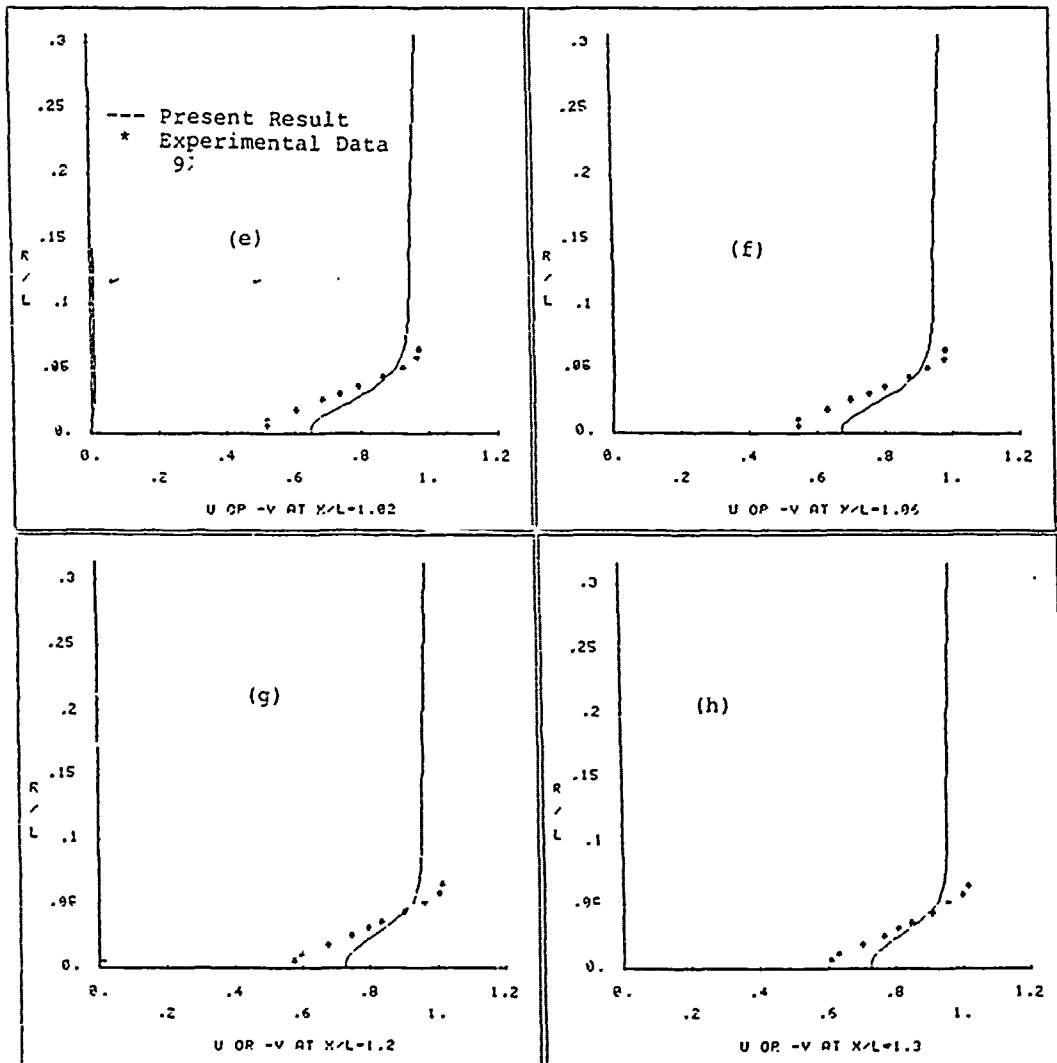 .3
.25
--- Present Result
* Experimental Data
.2
(e)
.15
R
/
L
.1
.05
0.
0. .4 .8 1.2
.2 .6 1.
U OR -V AT X/L=1.02
.3
.25
.2
(f)
.15
R
/
L
.1
.05
0.
0. .4 .8 1.2
.2 .6 1.
U OR -V AT X/L=1.06
.3
.25
(g)
.2
.15
R
/
L
.1
.05
0.
0. .4 .8 1.2
.2 .6 1.
U OR -V AT X/L=1.2
.3
.25
(h)
.2
.15
R
/
L
.1
.05
0.
0. .4 .8 1.2
.2 .6 1.
U OR -V AT X/L=1.3